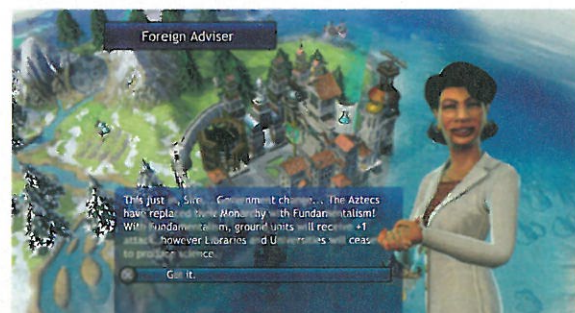 Foreign Adviser
This just in, Sire... Government change... The Aztecs
have replaced their Monarchy with Fundamentalism!
With Fundamentalism, ground units will receive +1
attack, however Libraries and Universities will cease
to produce science.
Got it.